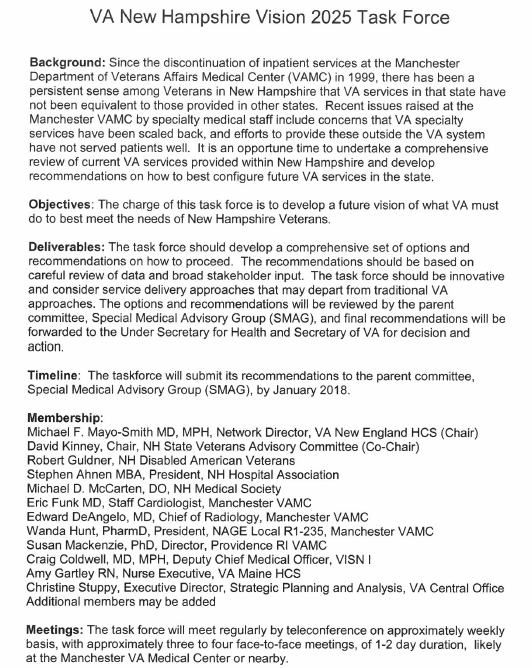 VA New Hampshire Vision 2025 Task Force
Background: Since the discontinuation of inpatient services at the Manchester
Department of Veterans Affairs Medical Center (VAMC) in 1999, there has been a
persistent sense among Veterans in New Hampshire that VA services in that state have
not been equivalent to those provided in other states. Recent issues raised at the
Manchester VAMC by specialty medical staff include concerns that VA specialty
services have been scaled back, and efforts to provide these outside the VA system
have not served patients well. It is an opportune time to undertake a comprehensive
review of current VA services provided within New Hampshire and develop
recommendations on how to best configure future VA services in the state.
Objectives: The charge of this task force is to develop a future vision of what VA must
do to best meet the needs of New Hampshire Veterans.
Deliverables: The task force should develop a comprehensive set of options and
recommendations on how to proceed. The recommendations should be based on
careful review of data and broad stakeholder input. The task force should be innovative
and consider service delivery approaches that may depart from traditional VA
approaches. The options and recommendations will be reviewed by the parent
committee, Special Medical Advisory Group (SMAG), and final recommendations will be
forwarded to the Under Secretary for Health and Secretary of VA for decision and
action.
Timeline: The taskforce will submit its recommendations to the parent committee,
Special Medical Advisory Group (SMAG), by January 2018.
Membership:
Michael F. Mayo-Smith MD, MPH, Network Director, VA New England HCS (Chair)
David Kinney, Chair, NH State Veterans Advisory Committee (Co-Chair)
Robert Guldner, NH Disabled American Veterans
Stephen Ahnen MBA, President, NH Hospital Association
Michael D. McCarten, DO, NH Medical Society
Eric Funk MD, Staff Cardiologist, Manchester VAMC
Edward DeAngelo, MD, Chief of Radiology, Manchester VAMC
Wanda Hunt, PharmD, President, NAGE Local R1-235, Manchester VAMC
Susan Mackenzie, PhD, Director, Providence RI VAMC
Craig Coldwell, MD, MPH, Deputy Chief Medical Officer, VISN I
Amy Gartley RN, Nurse Executive, VA Maine HCS
Christine Stuppy, Executive Director, Strategic Planning and Analysis, VA Central Office
Additional members may be added
Meetings: The task force will meet regularly by teleconference on approximately weekly
basis, with approximately three to four face-to-face meetings, of 1-2 day duration, likely
at the Manchester VA Medical Center or nearby.